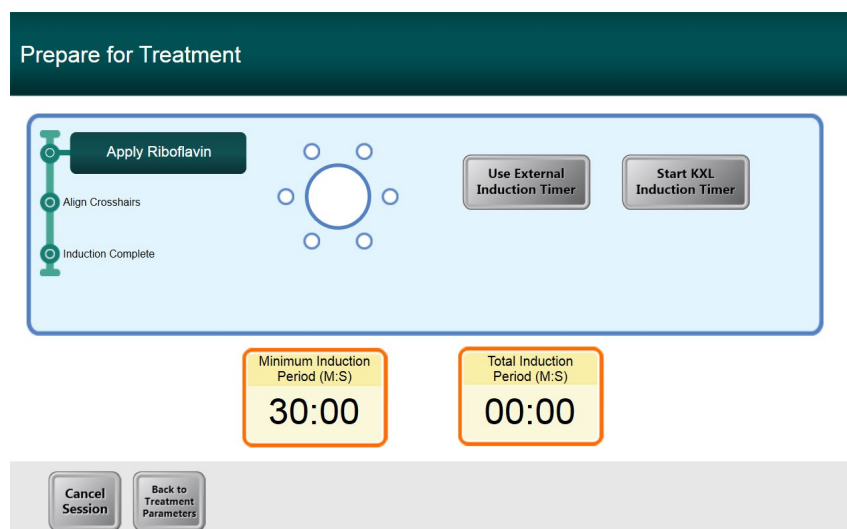 Prepare for Treatment
Apply Riboflavin
Align Crosshairs
Induction Complete
Use External
Induction Timer
Start KXL
Induction Timer
Minimum Induction
Period (M:S)
30:00
Total Induction
Period (M:S)
00:00
Cancel
Session
Back to
Treatment
Parameters